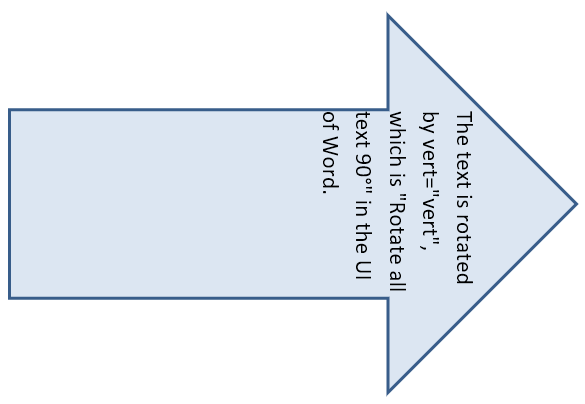 The text is rotated
by vert="vert",
which is "Rotate all
text 90°" in the UI
of Word.